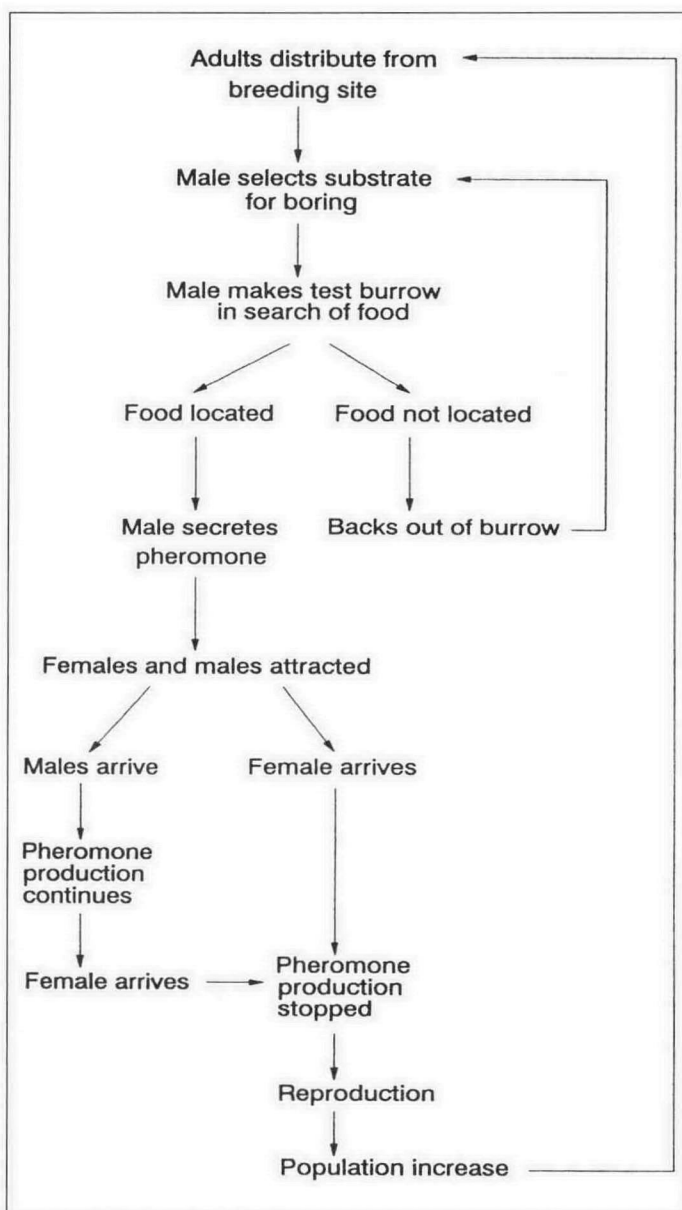 Adults distribute from
breeding site
Male selects substrate
for boring
Male makes test burrow
in search of food
Food located
Food not located
Male secretes
pheromone
Backs out of burrow
Females and males attracted
Males arrive
Female arrives
Pheromone
production
continues
Female arrives
Pheromone
production
stopped
Reproduction
Population increase